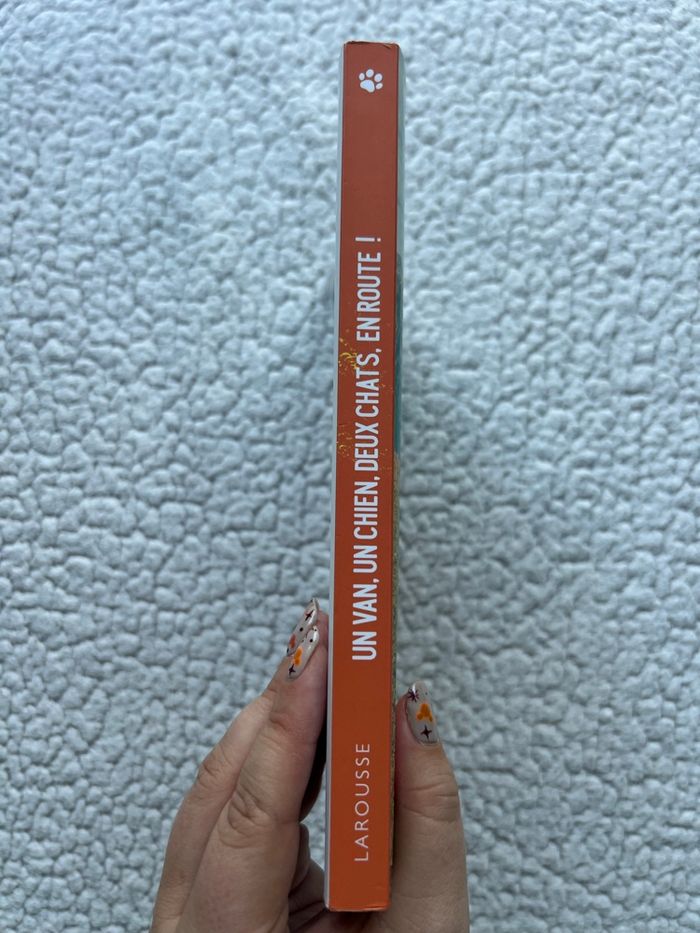 UN VAN, UN CHIEN, DEUX CHATS, EN ROUTE !
LAROUSSE